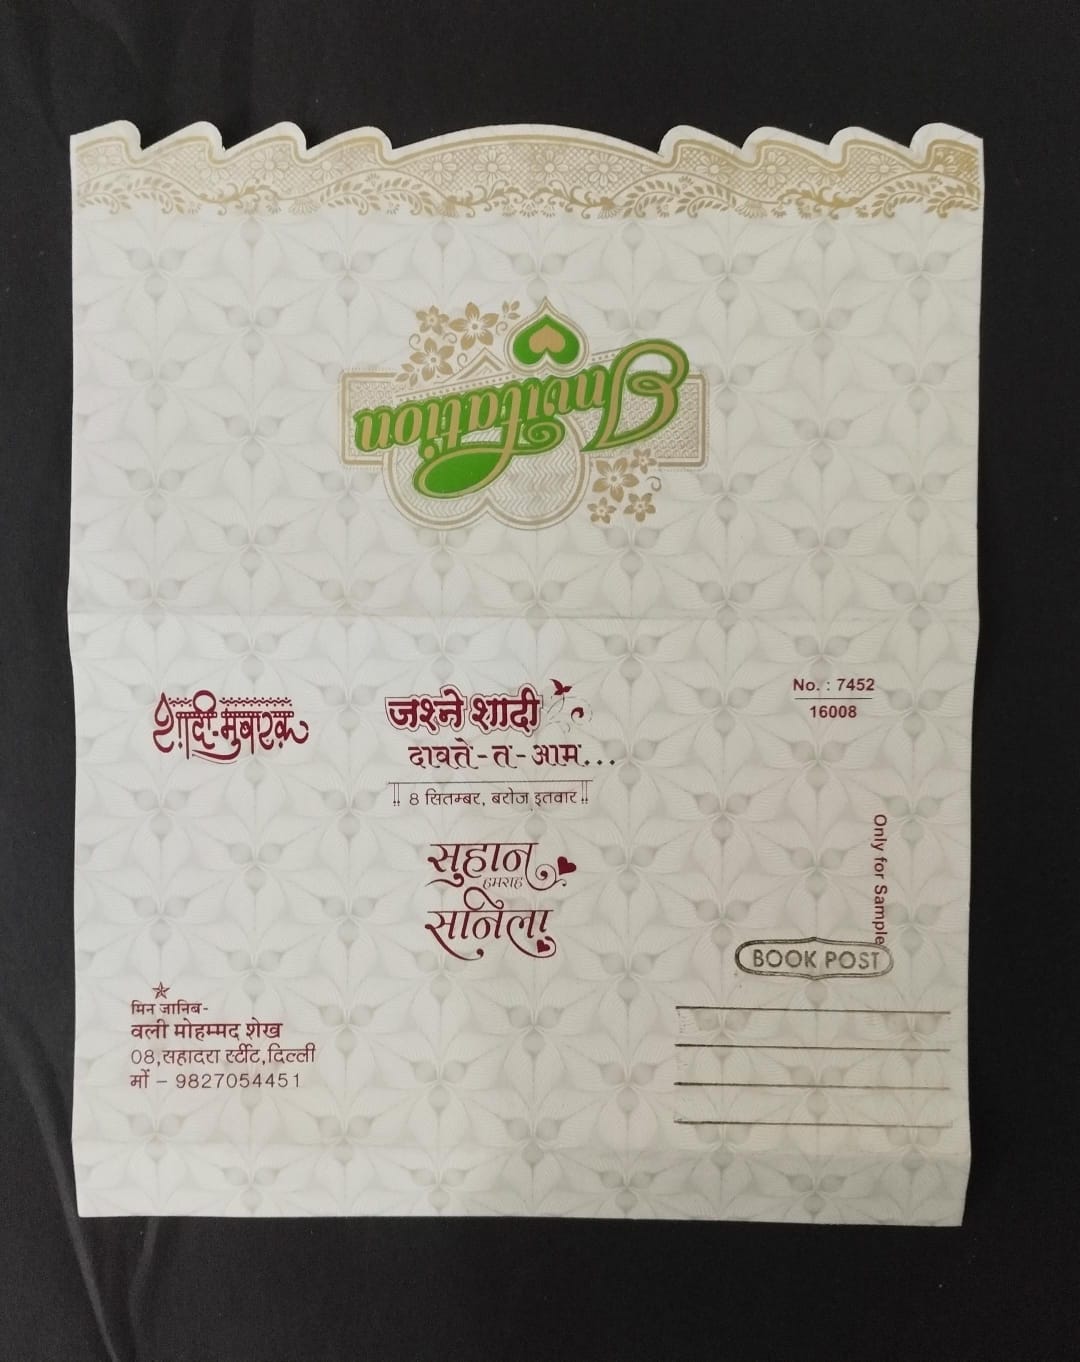 Invitation
शादी-मुबारक
जश्ने शादी
दावते-त-आम...
8 सितम्बर, बरोज इतवार
सुहान
हमराह
सनिला
No. : 7452
16008
Only for Sample
BOOK POST
मिन जानिब-
वली मोहम्मद शेख
08,सहादरा स्टींट,दिल्ली
मों - 9827054451